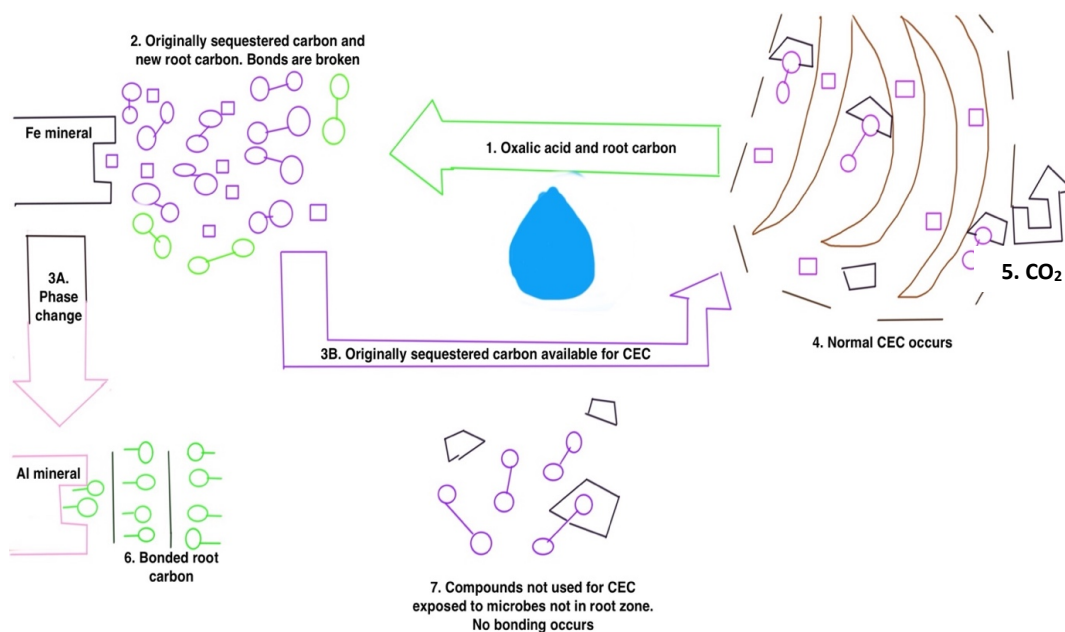 2. Originally sequestered carbon and
new root carbon. Bonds are broken
Fe mineral
1. Oxalic acid and root carbon
3A.
Phase
change
5. CO₂
3B. Originally sequestered carbon available for CEC
4. Normal CEC occurs
Al mineral
6. Bonded root
carbon
7. Compounds not used for CEC
exposed to microbes not in root zone.
No bonding occurs